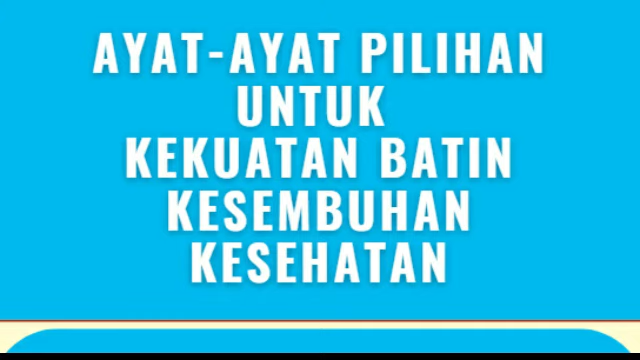 AYAT-AYAT PILIHAN
UNTUK
KEKUATAN BATIN
KESEMBUHAN
KESEHATAN